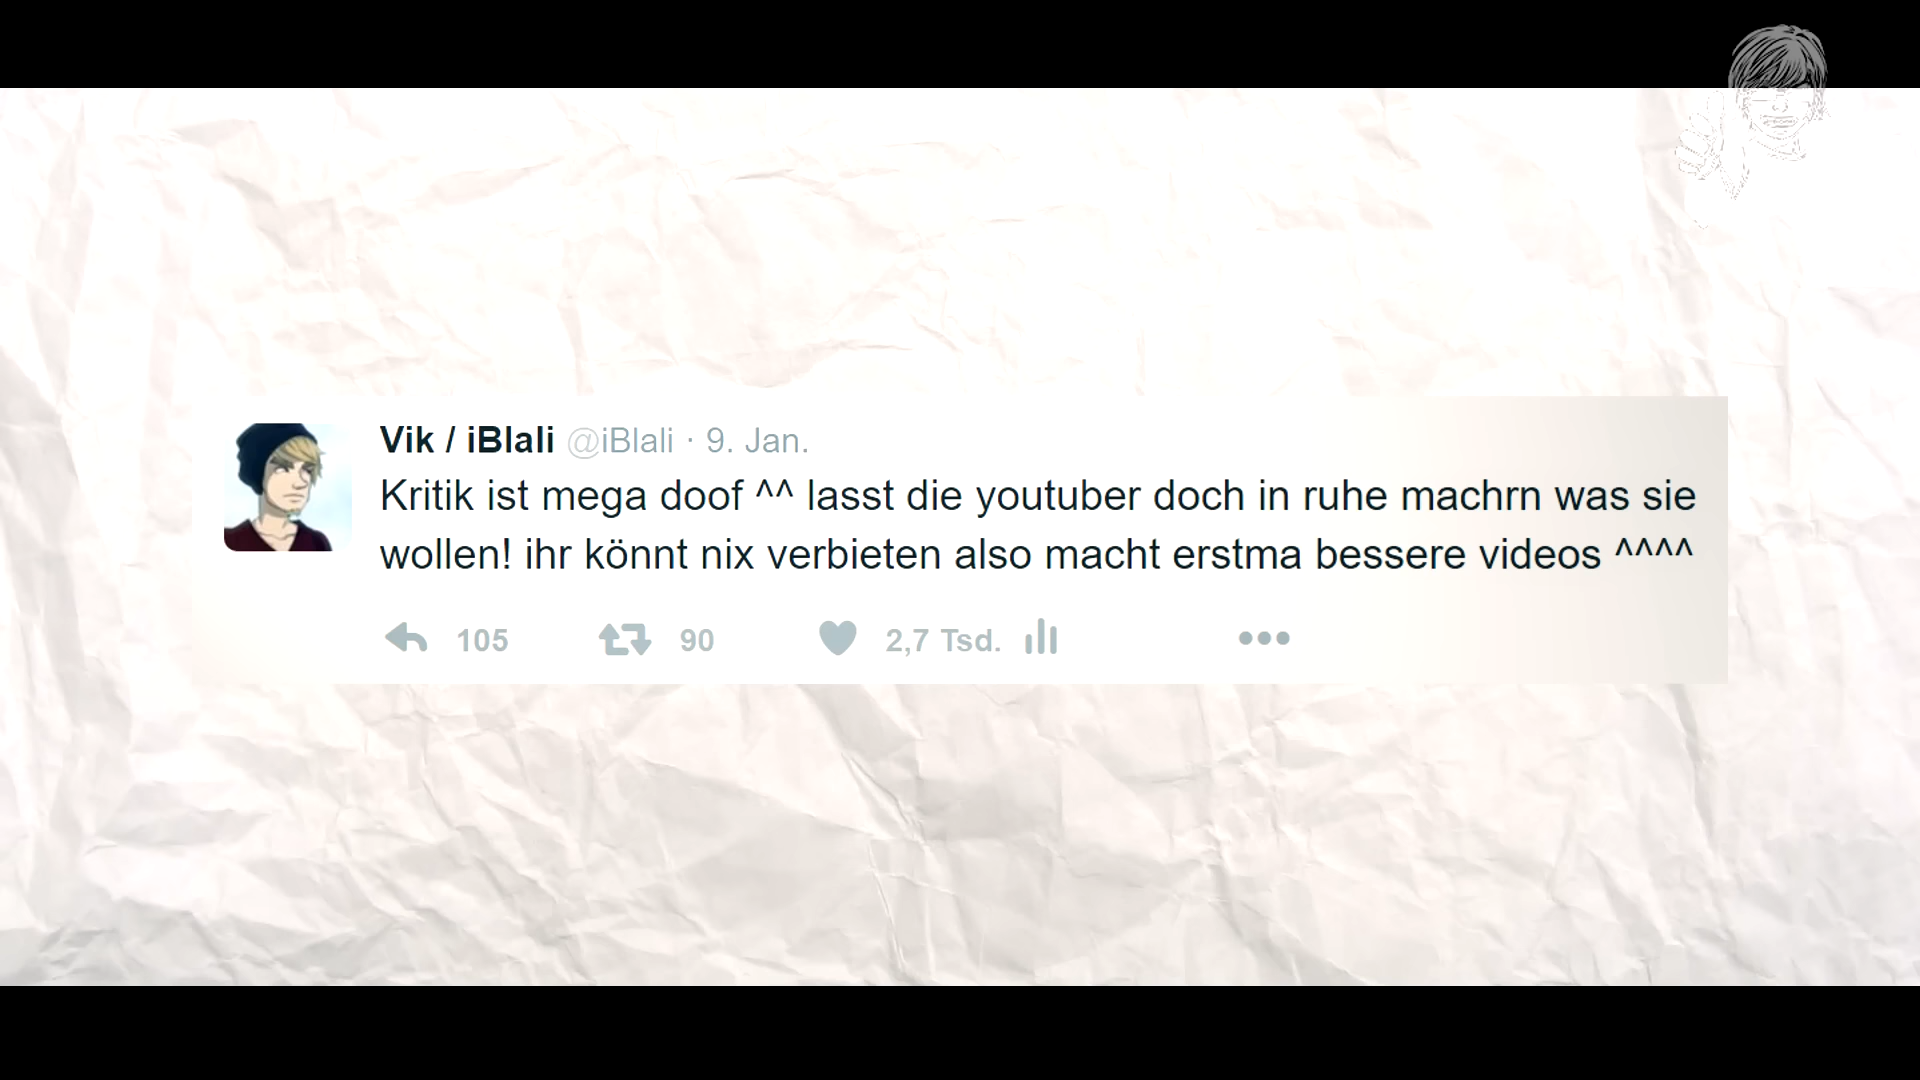 Vik / iBlali @iBlali · 9. Jan.
Kritik ist mega doof ^^ lasst die youtuber doch in ruhe machrn was sie
wollen! ihr könnt nix verbieten also macht erstma bessere videos ^^^^
105 90 2,7 Tsd.